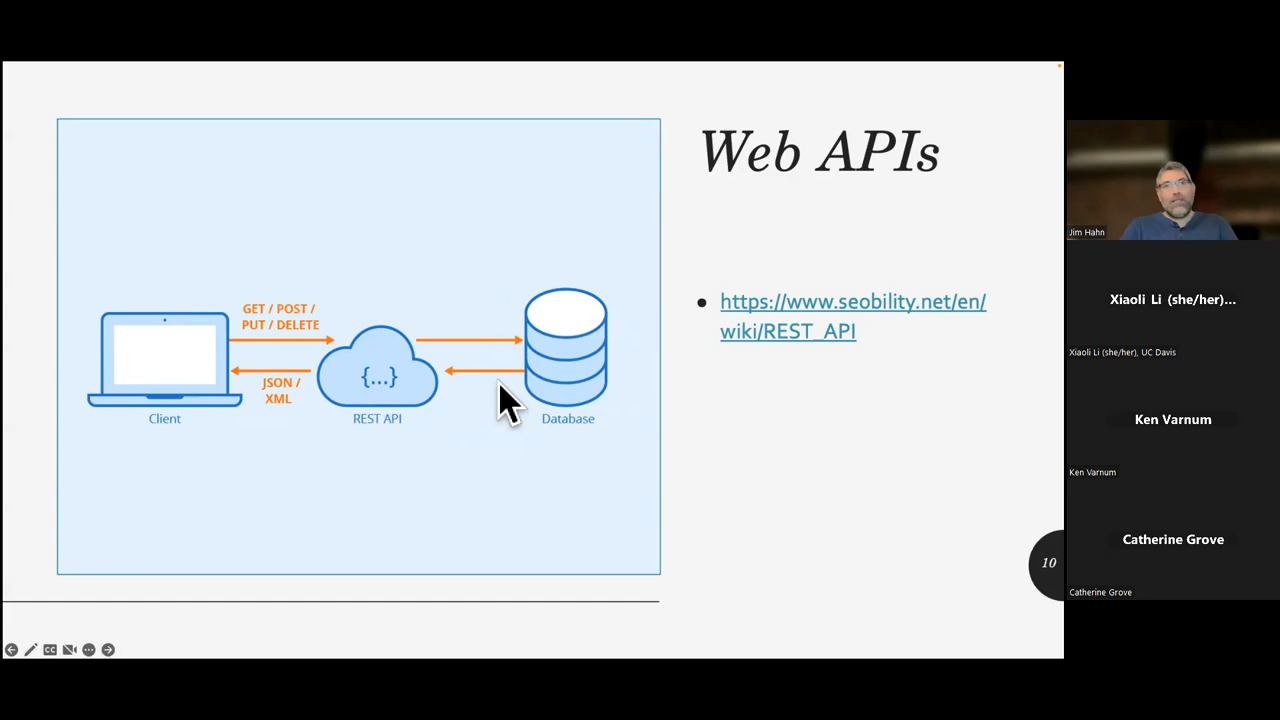 Web APIs
GET / POST /
PUT / DELETE
{...}
JSON /
XML
Client
REST API
Database
https://www.seobility.net/en/
wiki/REST_API
10
CC
Jim Hahn
Xiaoli Li (she/her)...
Xiaoli Li (she/her), UC Davis
Ken Varnum
Ken Varnum
Catherine Grove
Catherine Grove